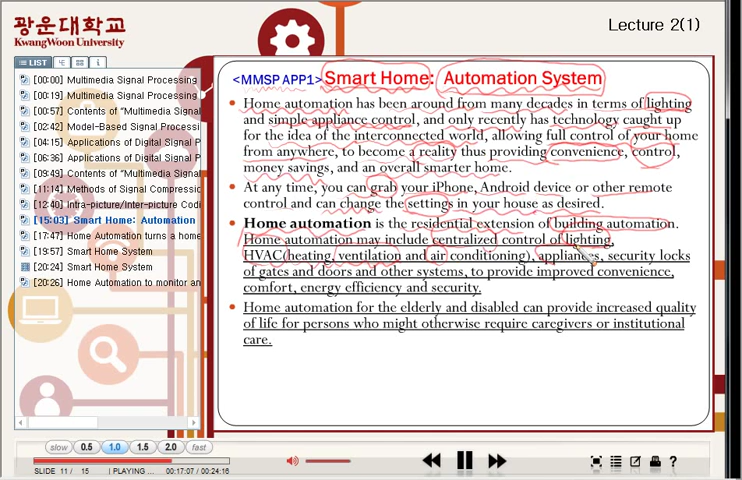 광운대학교
KwangWoon University
Lecture 2(1)
LIST
[00:00] Multimedia Signal Processing
[00:19] Multimedia Signal Processing
[00:57] Contents of "Multimedia Signal
[02:42] Model-Based Signal Processi
[04:15] Applications of Digital Signal P
[06:36] Applications of Digital Signal P
[09:49] Contents of "Multimedia Signal
[11:14] Methods of Signal Compressi
[12:40] Intra-picture/Inter-picture Codi
[15:03] Smart Home: Automation
[17:47] Home Automation turns a home
[19:57] Smart Home System
[20:24] Smart Home System
[20:26] Home Automation to monitor an
<MMSP APP1> Smart Home: Automation System
• Home automation has been around from many decades in terms of lighting
and simple appliance control, and only recently has technology caught up
for the idea of the interconnected world, allowing full control of your home
from anywhere, to become a reality thus providing convenience, control,
money savings, and an overall smarter home.
• At any time, you can grab your iPhone, Android device or other remote
control and can change the settings in your house as desired.
• Home automation is the residential extension of building automation.
Home automation may include centralized control of lighting,
HVAC(heating, ventilation and air conditioning), appliances, security locks
of gates and doors and other systems, to provide improved convenience,
comfort, energy efficiency and security.
• Home automation for the elderly and disabled can provide increased quality
of life for persons who might otherwise require caregivers or institutional
care.
slow 0.5 1.0 1.5 2.0 fast
SLIDE 11 / 15 | PLAYING ... 00:17:07 / 00:24:16